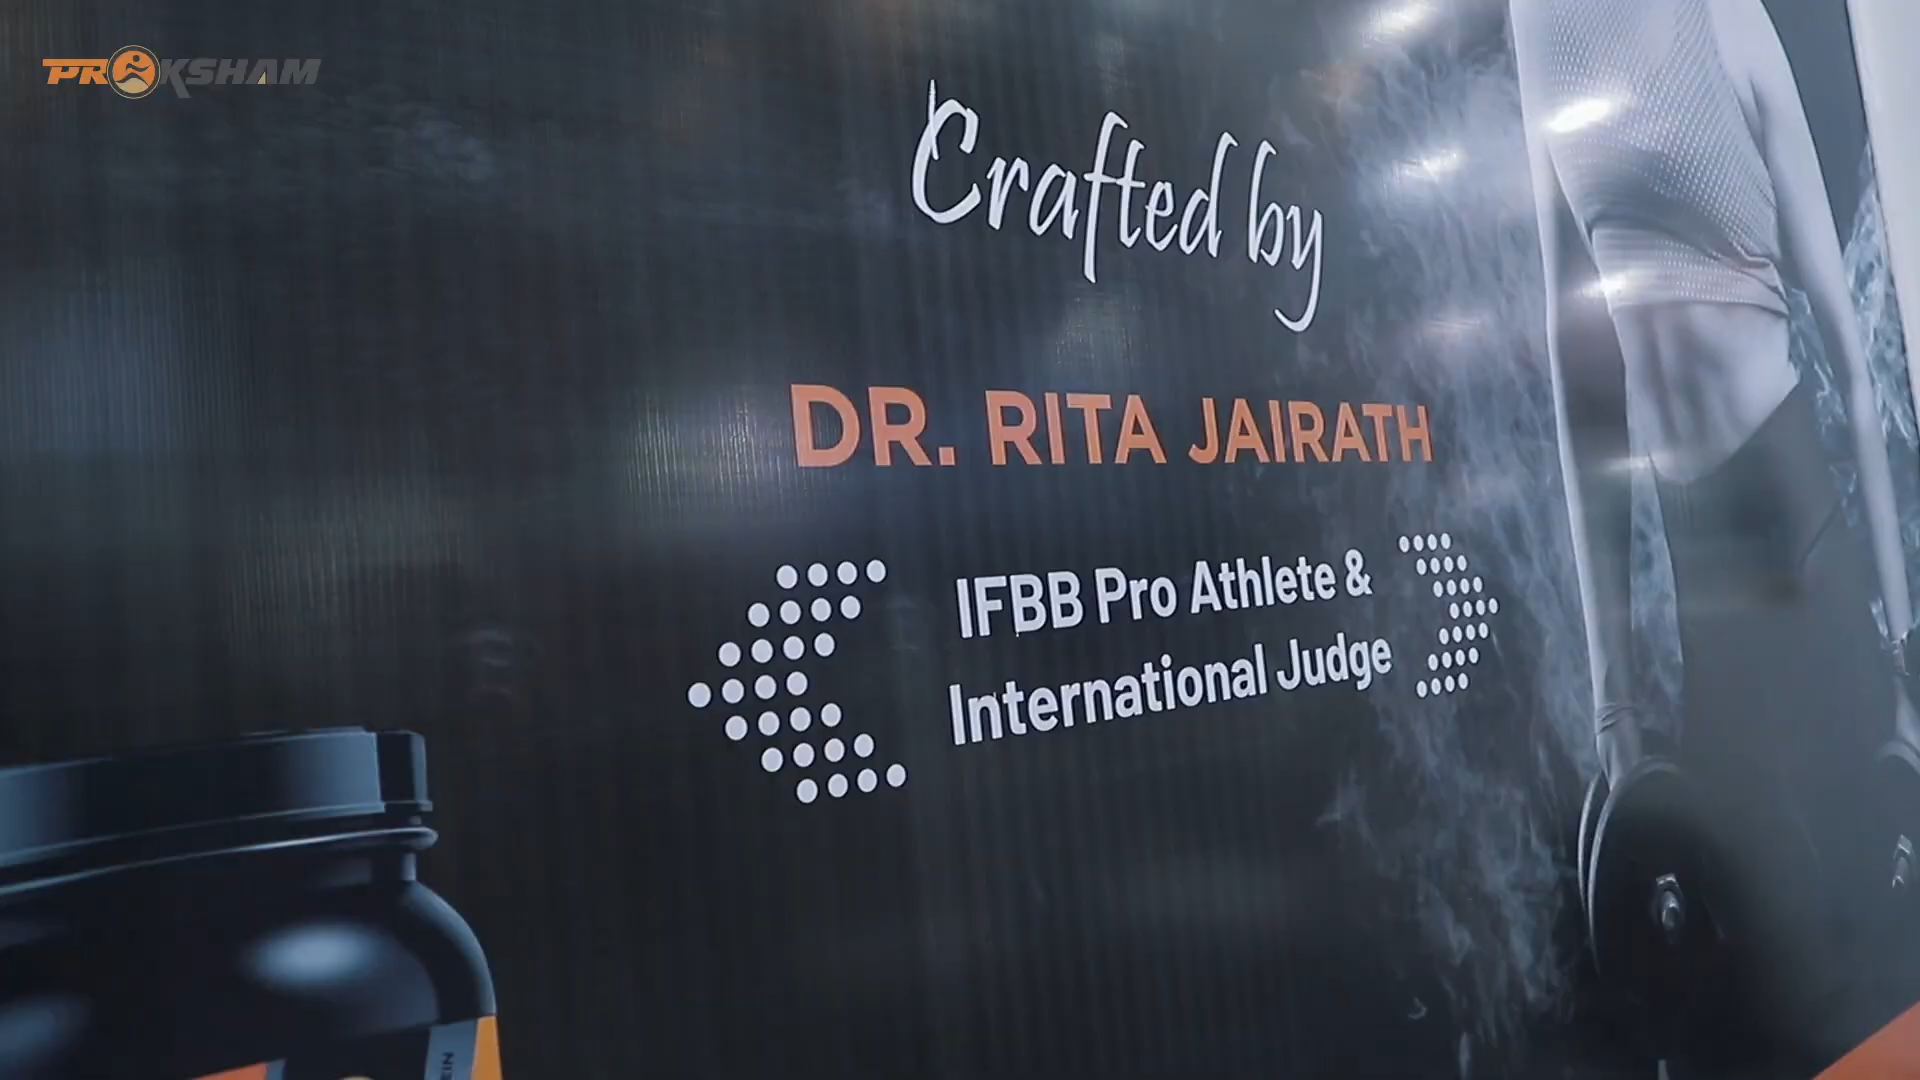 PROKSHAM
Crafted by
DR. RITA JAIRATH
IFBB Pro Athlete &
International Judge